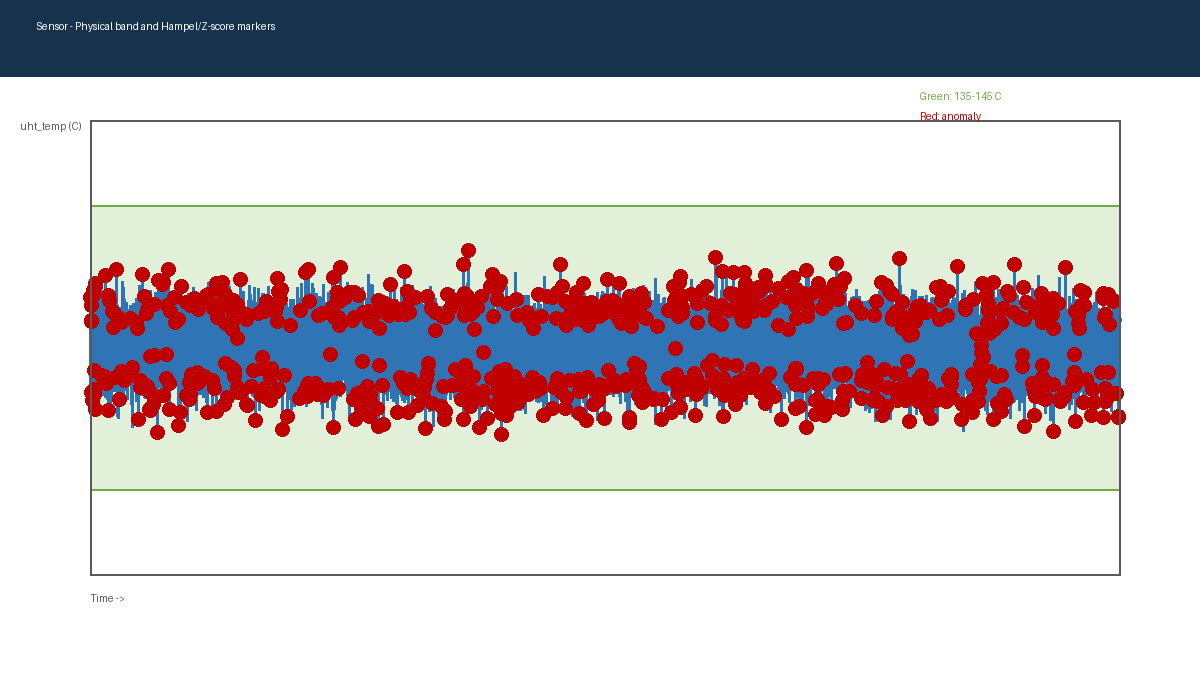 Sensor - Physical band and Hampel/Z-score markers
Green: 135-145 C
Red: anomaly
uht_temp (C)
Time ->